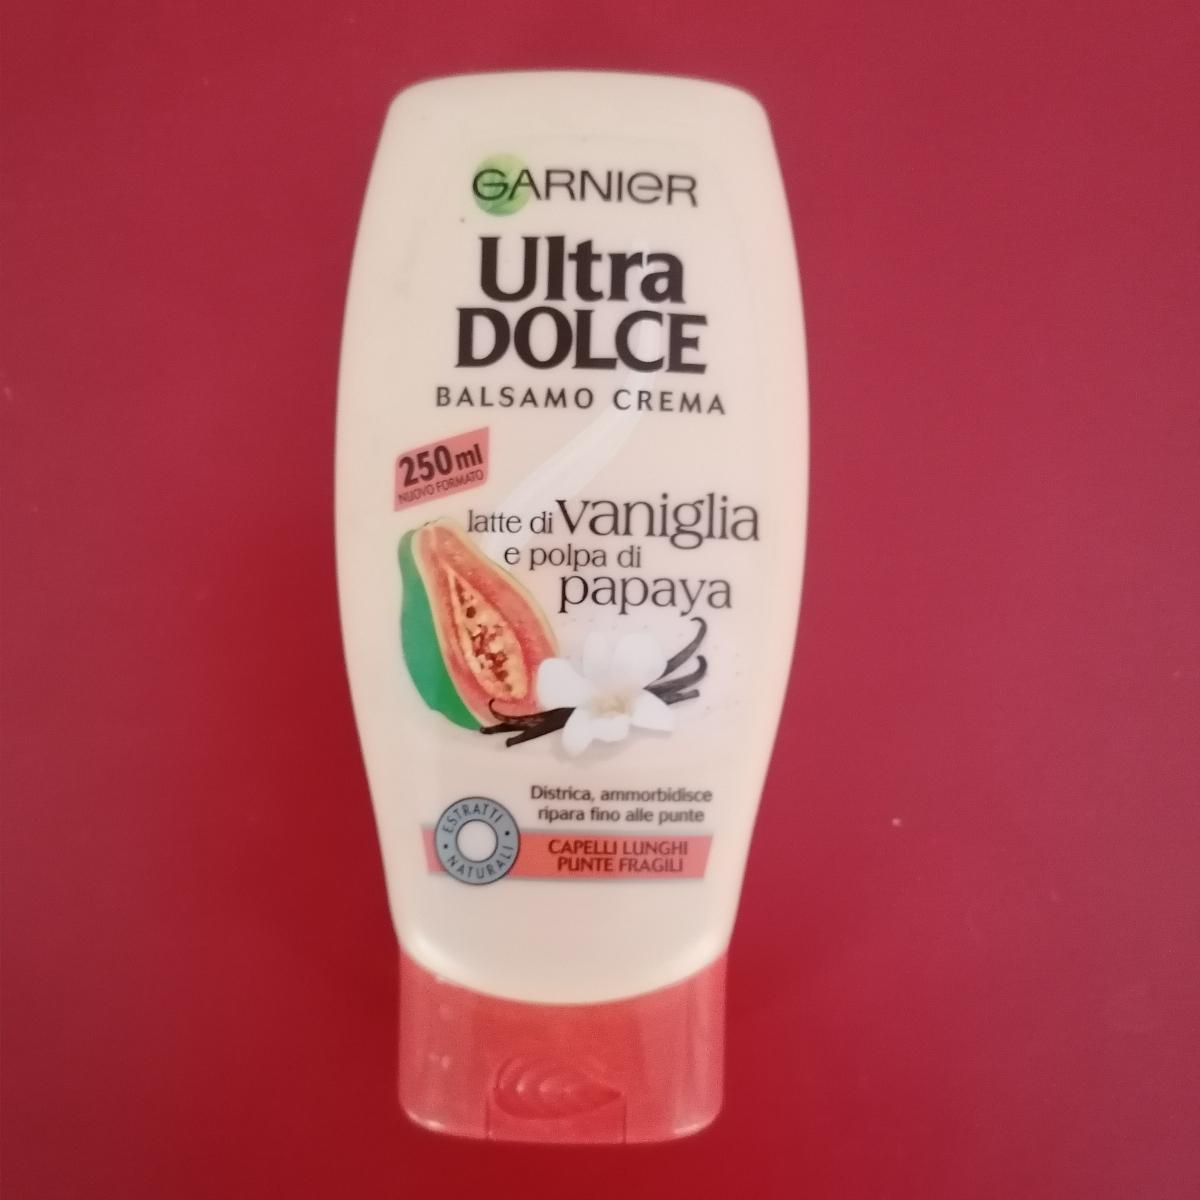 GARNIER
Ultra
DOLCE
BALSAMO CREMA
250ml
NUOVO FORMATO
latte di vaniglia
e polpa di
papaya
Districa, ammorbidisce
ripara fino alle punte
ESTRATTI
NATURALI
CAPELLI LUNGHI
PUNTE FRAGILI